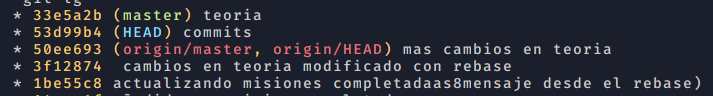 * 33e5a2b (master) teoria
* 53d99b4 (HEAD) commits
* 50ee693 (origin/master, origin/HEAD) mas cambios en teoria
* 3f12874  cambios en teoria modificado con rebase
* 1be55c8 actualizando misiones completadaas8mensaje desde el rebase)